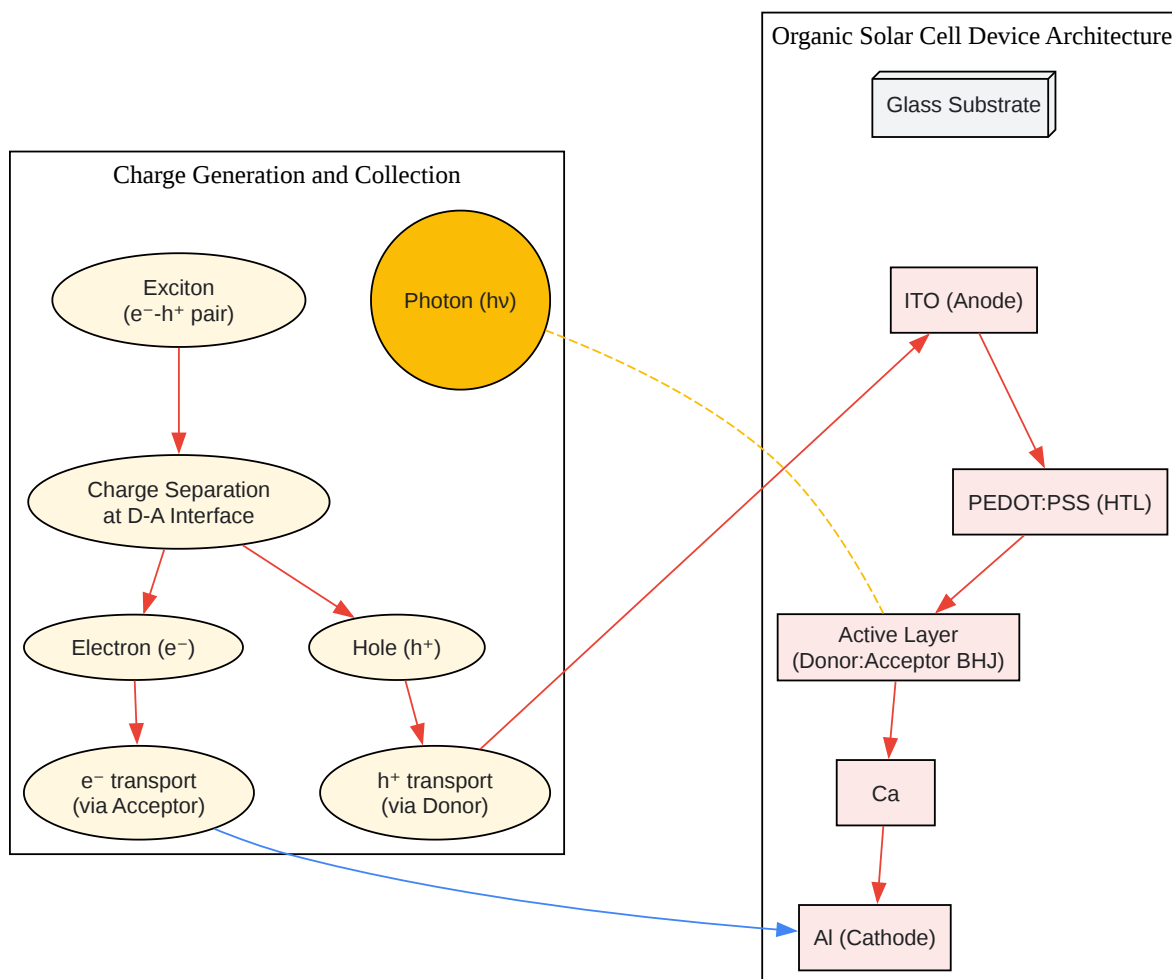 Organic Solar Cell Device Architecture
Glass Substrate
Charge Generation and Collection
Exciton
(e⁻-h⁺ pair)
Photon (hν)
ITO (Anode)
Charge Separation
at D-A Interface
PEDOT:PSS (HTL)
Electron (e⁻)
Hole (h⁺)
Active Layer
(Donor:Acceptor BHJ)
e⁻ transport
(via Acceptor)
h⁺ transport
(via Donor)
Ca
Al (Cathode)